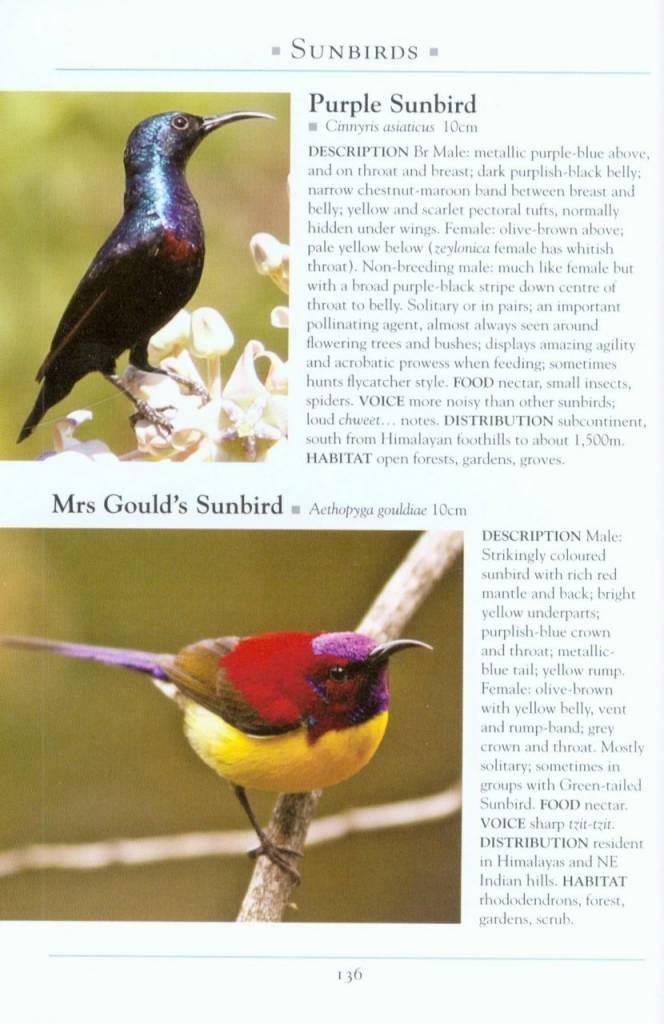 SUNBIRDS
Purple Sunbird
Cinnyris asiaticus 10cm
DESCRIPTION Br Male: metallic purple-blue above,
and on throat and breast; dark purplish-black belly;
narrow chestnut-maroon band between breast and
belly; yellow and scarlet pectoral tufts, normally
hidden under wings. Female: olive-brown above;
pale yellow below (zeylonica female has whitish
throat). Non-breeding male: much like female but
with a broad purple-black stripe down centre of
throat to belly. Solitary or in pairs; an important
pollinating agent, almost always seen around
flowering trees and bushes; displays amazing agility
and acrobatic prowess when feeding; sometimes
hunts flycatcher style. FOOD nectar, small insects,
spiders. VOICE more noisy than other sunbirds;
loud chweet… notes. DISTRIBUTION subcontinent,
south from Himalayan foothills to about 1,500m.
HABITAT open forests, gardens, groves.
Mrs Gould's Sunbird Aethopyga gouldiae 10cm
DESCRIPTION Male:
Strikingly coloured
sunbird with rich red
mantle and back; bright
yellow underparts;
purplish-blue crown
and throat; metallic-
blue tail; yellow rump.
Female: olive-brown
with yellow belly, vent
and rump-band; grey
crown and throat. Mostly
solitary; sometimes in
groups with Green-tailed
Sunbird. FOOD nectar.
VOICE sharp tzit-tzit.
DISTRIBUTION resident
in Himalayas and NE
Indian hills. HABITAT
rhododendrons, forest,
gardens, scrub.
136